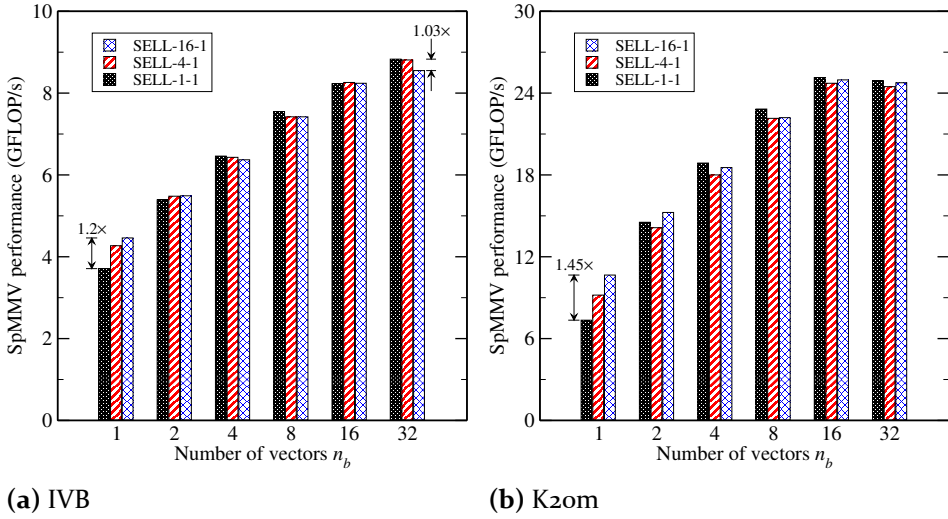 10
8
6
4
2
0
SpMMV performance (GFLOP/s)
SELL-16-1
SELL-4-1
SELL-1-1
1.2×
1.03×
1 2 4 8 16 32
Number of vectors n_b
(a) IVB
30
24
18
12
6
0
SpMMV performance (GFLOP/s)
SELL-16-1
SELL-4-1
SELL-1-1
1.45×
1 2 4 8 16 32
Number of vectors n_b
(b) K20m